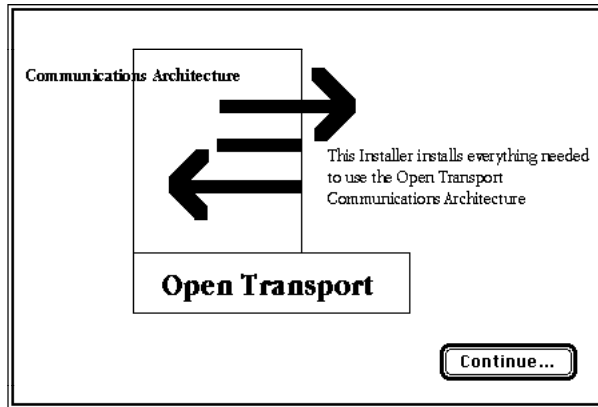 Communications Architecture
This Installer installs everything needed
to use the Open Transport
Communications Architecture
Open Transport
Continue...